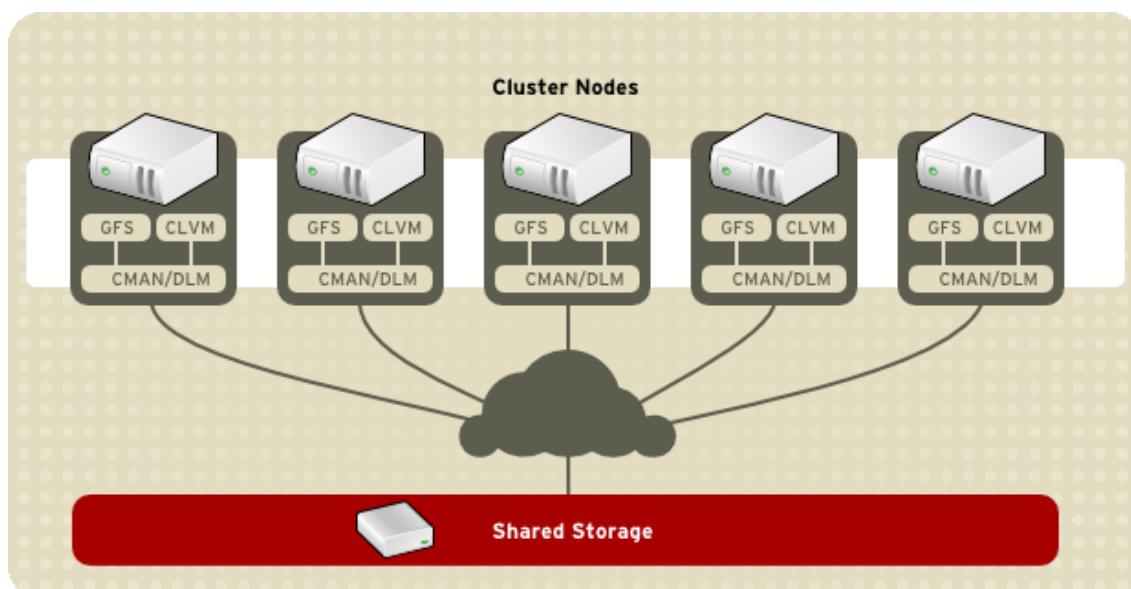 Cluster Nodes
GFS CLVM GFS CLVM GFS CLVM GFS CLVM GFS CLVM
CMAN/DLM CMAN/DLM CMAN/DLM CMAN/DLM CMAN/DLM
Shared Storage